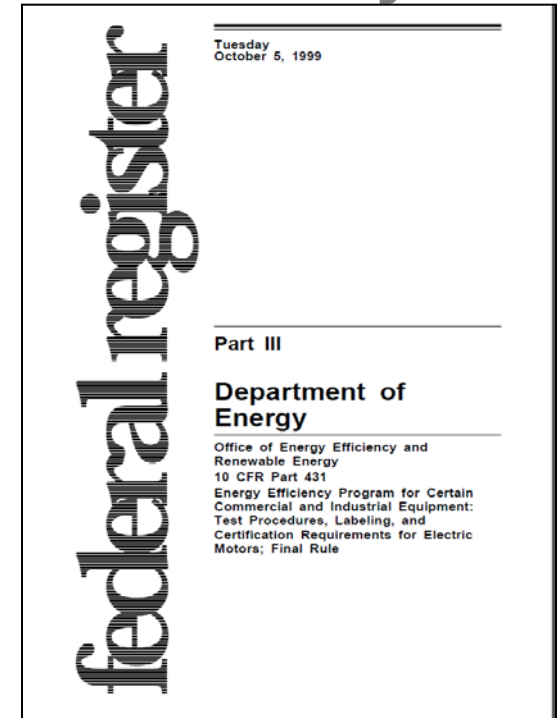 federal register
Tuesday
October 5, 1999
Part III
Department of
Energy
Office of Energy Efficiency and
Renewable Energy
10 CFR Part 431
Energy Efficiency Program for Certain
Commercial and Industrial Equipment:
Test Procedures, Labeling, and
Certification Requirements for Electric
Motors; Final Rule